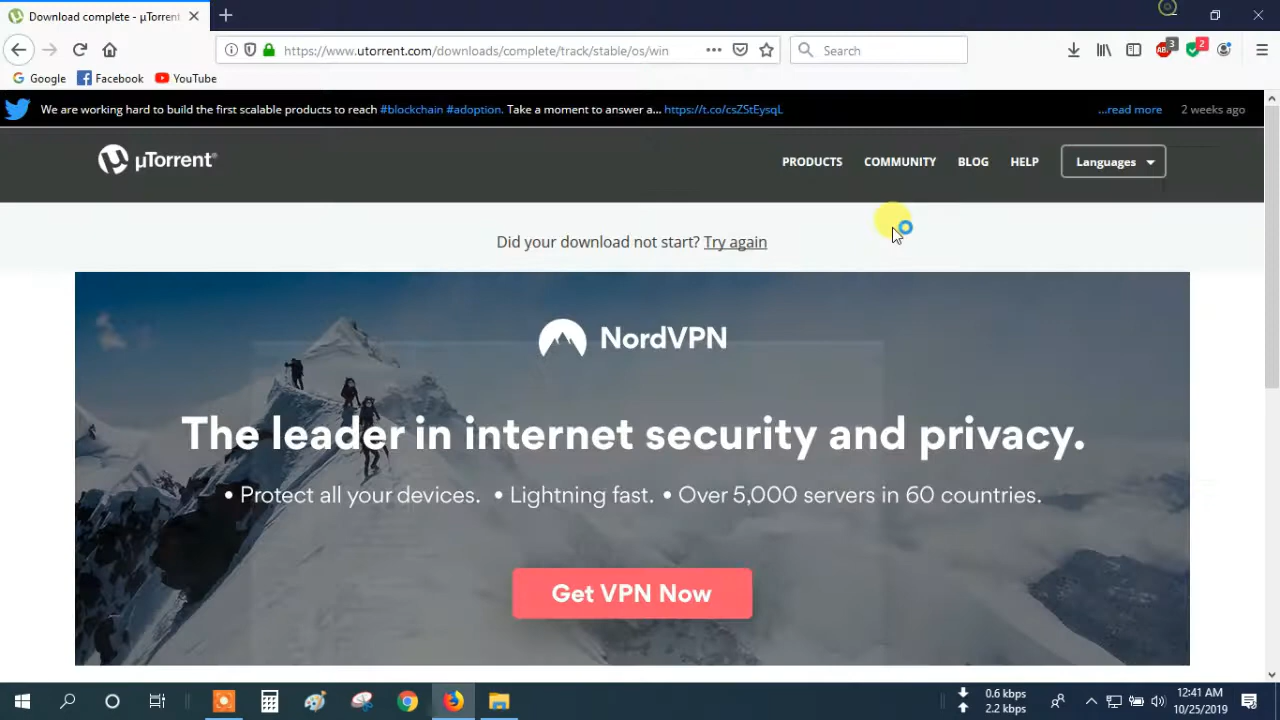 Download complete - µTorrent
https://www.utorrent.com/downloads/complete/track/stable/os/win
Search
3
2
Google
Facebook
YouTube
We are working hard to build the first scalable products to reach #blockchain #adoption. Take a moment to answer a... https://t.co/csZStEysqL
...read more
2 weeks ago
µTorrent®
PRODUCTS
COMMUNITY
BLOG
HELP
Languages
Did your download not start? Try again
NordVPN
The leader in internet security and privacy.
• Protect all your devices. • Lightning fast. • Over 5,000 servers in 60 countries.
Get VPN Now
0.6 kbps
2.2 kbps
12:41 AM
10/25/2019